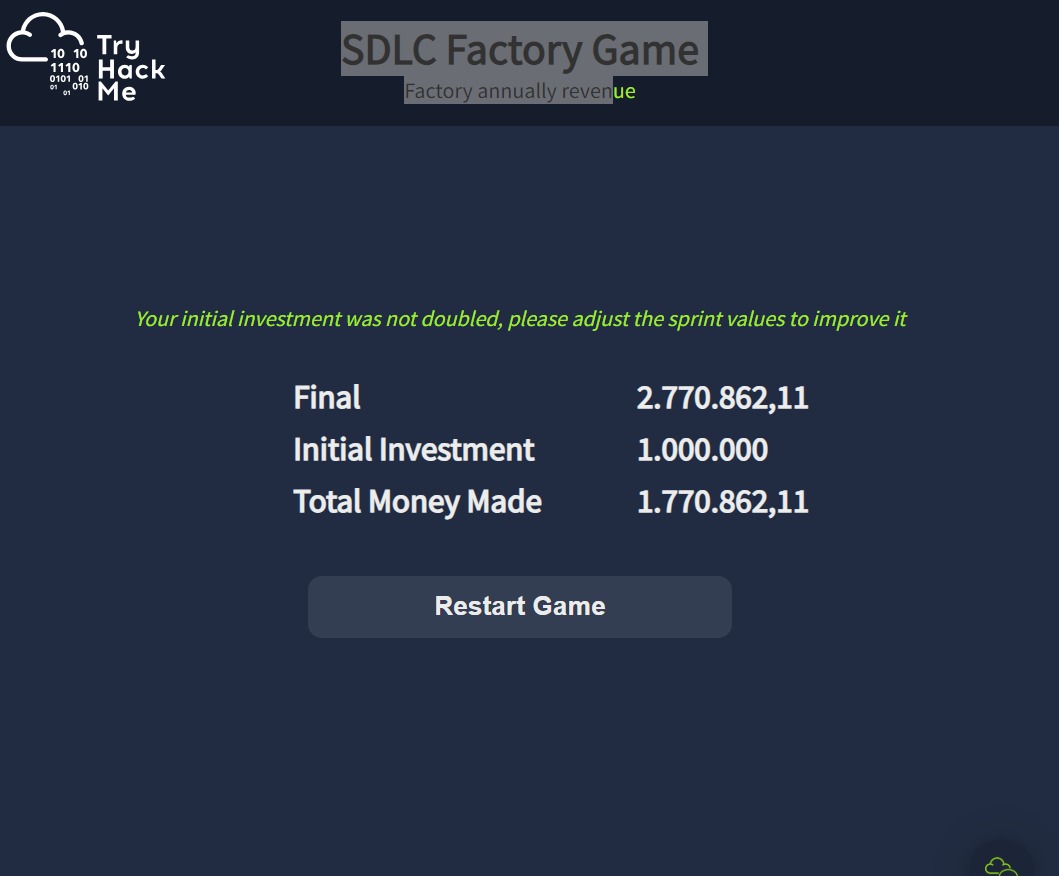 Try
Hack
Me
10 10
1110
0101 01
01 010
01
SDLC Factory Game
Factory annually revenue
Your initial investment was not doubled, please adjust the sprint values to improve it
Final 2.770.862,11
Initial Investment 1.000.000
Total Money Made 1.770.862,11
Restart Game